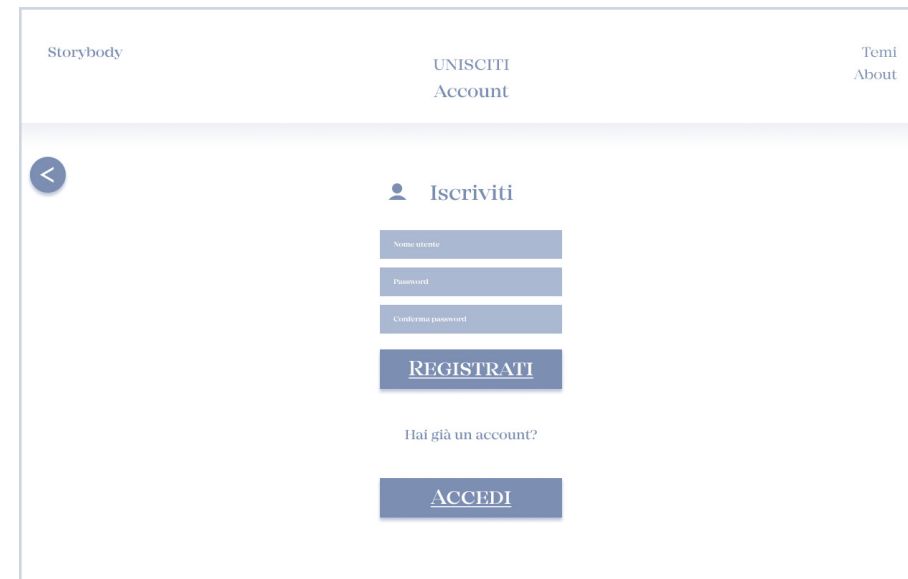 Storybody
UNISCITI
Account
Temi
About
<
Iscriviti
Nome utente
Password
Conferma password
REGISTRATI
Hai già un account?
ACCEDI